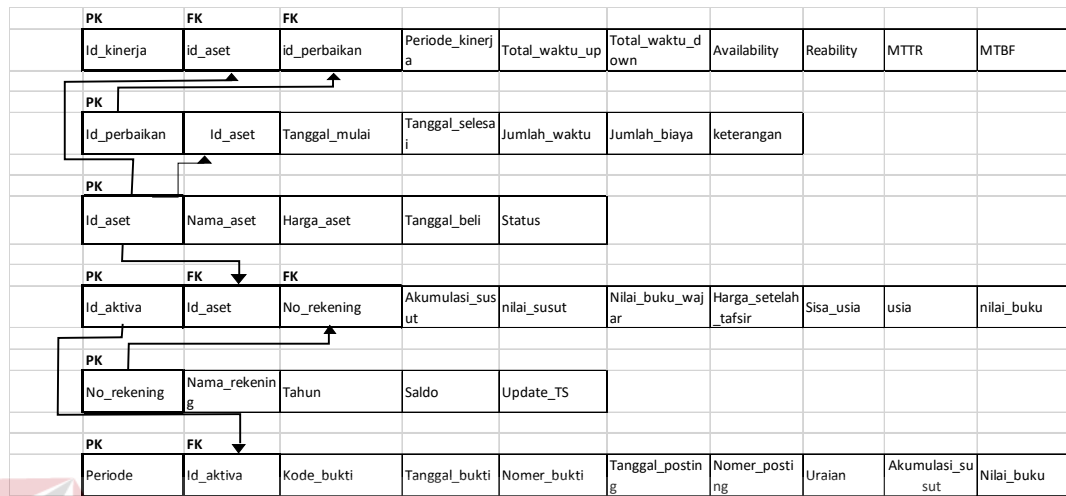 PK FK FK
Id_kinerja id_aset id_perbaikan Periode_kinerja Total_waktu_up Total_waktu_down Availability Reability MTTR MTBF
PK
Id_perbaikan Id_aset Tanggal_mulai Tanggal_selesai Jumlah_waktu Jumlah_biaya keterangan
PK
Id_aset Nama_aset Harga_aset Tanggal_beli Status
PK FK FK
Id_aktiva Id_aset No_rekening Akumulasi_susut nilai_susut Nilai_buku_wajar Harga_setelah_tafsir Sisa_usia usia nilai_buku
PK
No_rekening Nama_rekening Tahun Saldo Update_TS
PK FK
Periode Id_aktiva Kode_bukti Tanggal_bukti Nomer_bukti Tanggal_posting Nomer_posting Uraian Akumulasi_susut Nilai_buku